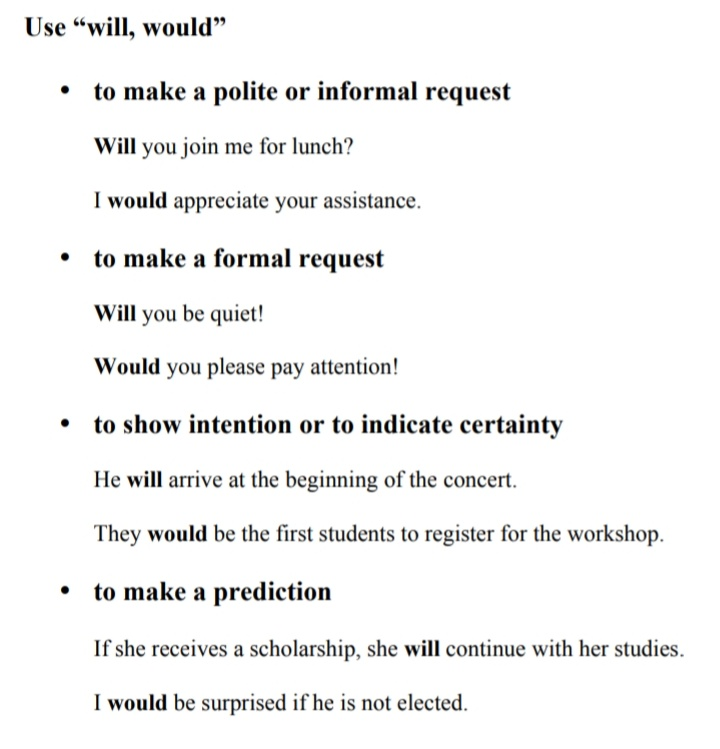 Use “will, would”
• to make a polite or informal request
Will you join me for lunch?
I would appreciate your assistance.
• to make a formal request
Will you be quiet!
Would you please pay attention!
• to show intention or to indicate certainty
He will arrive at the beginning of the concert.
They would be the first students to register for the workshop.
• to make a prediction
If she receives a scholarship, she will continue with her studies.
I would be surprised if he is not elected.